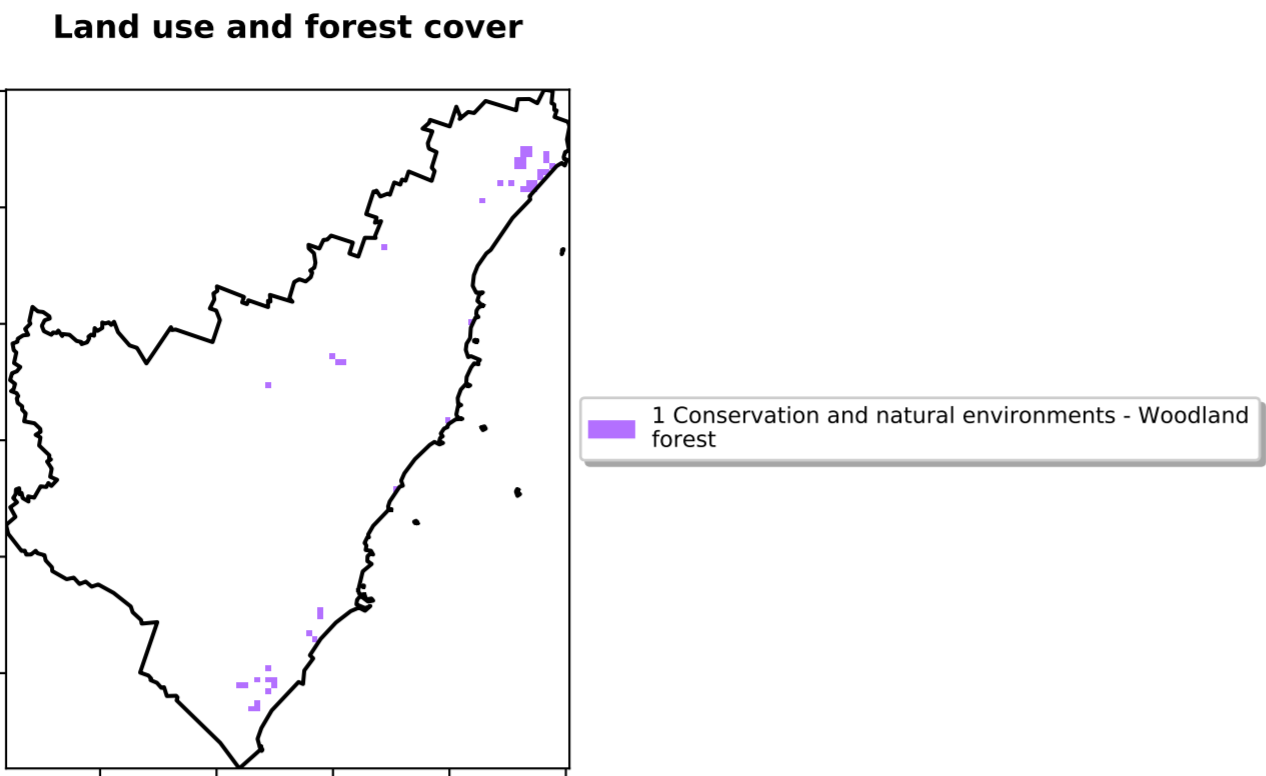 Land use and forest cover
1 Conservation and natural environments - Woodland
forest